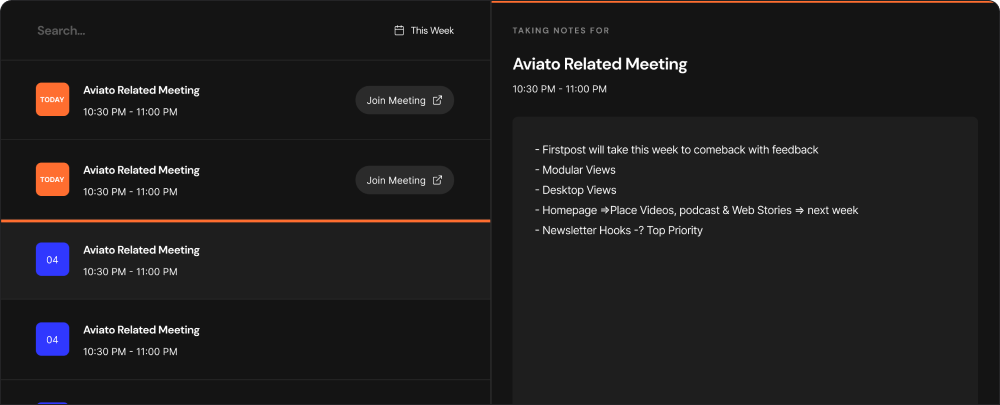 Search...
This Week
TODAY
Aviato Related Meeting
10:30 PM - 11:00 PM
Join Meeting
TODAY
Aviato Related Meeting
10:30 PM - 11:00 PM
Join Meeting
04
Aviato Related Meeting
10:30 PM - 11:00 PM
04
Aviato Related Meeting
10:30 PM - 11:00 PM
TAKING NOTES FOR
Aviato Related Meeting
10:30 PM - 11:00 PM
- Firstpost will take this week to comeback with feedback
- Modular Views
- Desktop Views
- Homepage =>Place Videos, podcast & Web Stories => next week
- Newsletter Hooks -? Top Priority